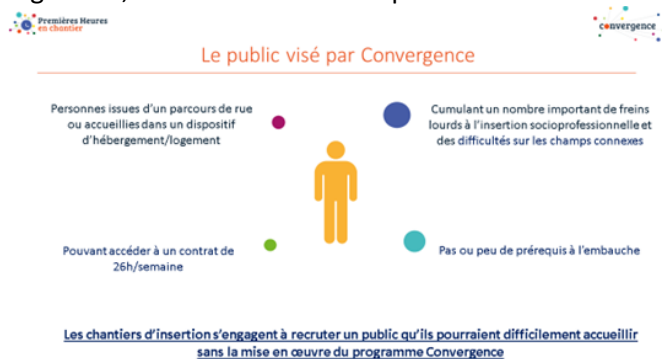 Premières Heures
en chantier
convergence
Le public visé par Convergence
Personnes issues d'un parcours de rue
ou accueillies dans un dispositif
d'hébergement/logement
Cumulant un nombre important de freins
lourds à l'insertion socioprofessionnelle et
des difficultés sur les champs connexes
Pouvant accéder à un contrat de
26h/semaine
Pas ou peu de prérequis à l'embauche
Les chantiers d'insertion s'engagent à recruter un public qu'ils pourraient difficilement accueillir
sans la mise en œuvre du programme Convergence